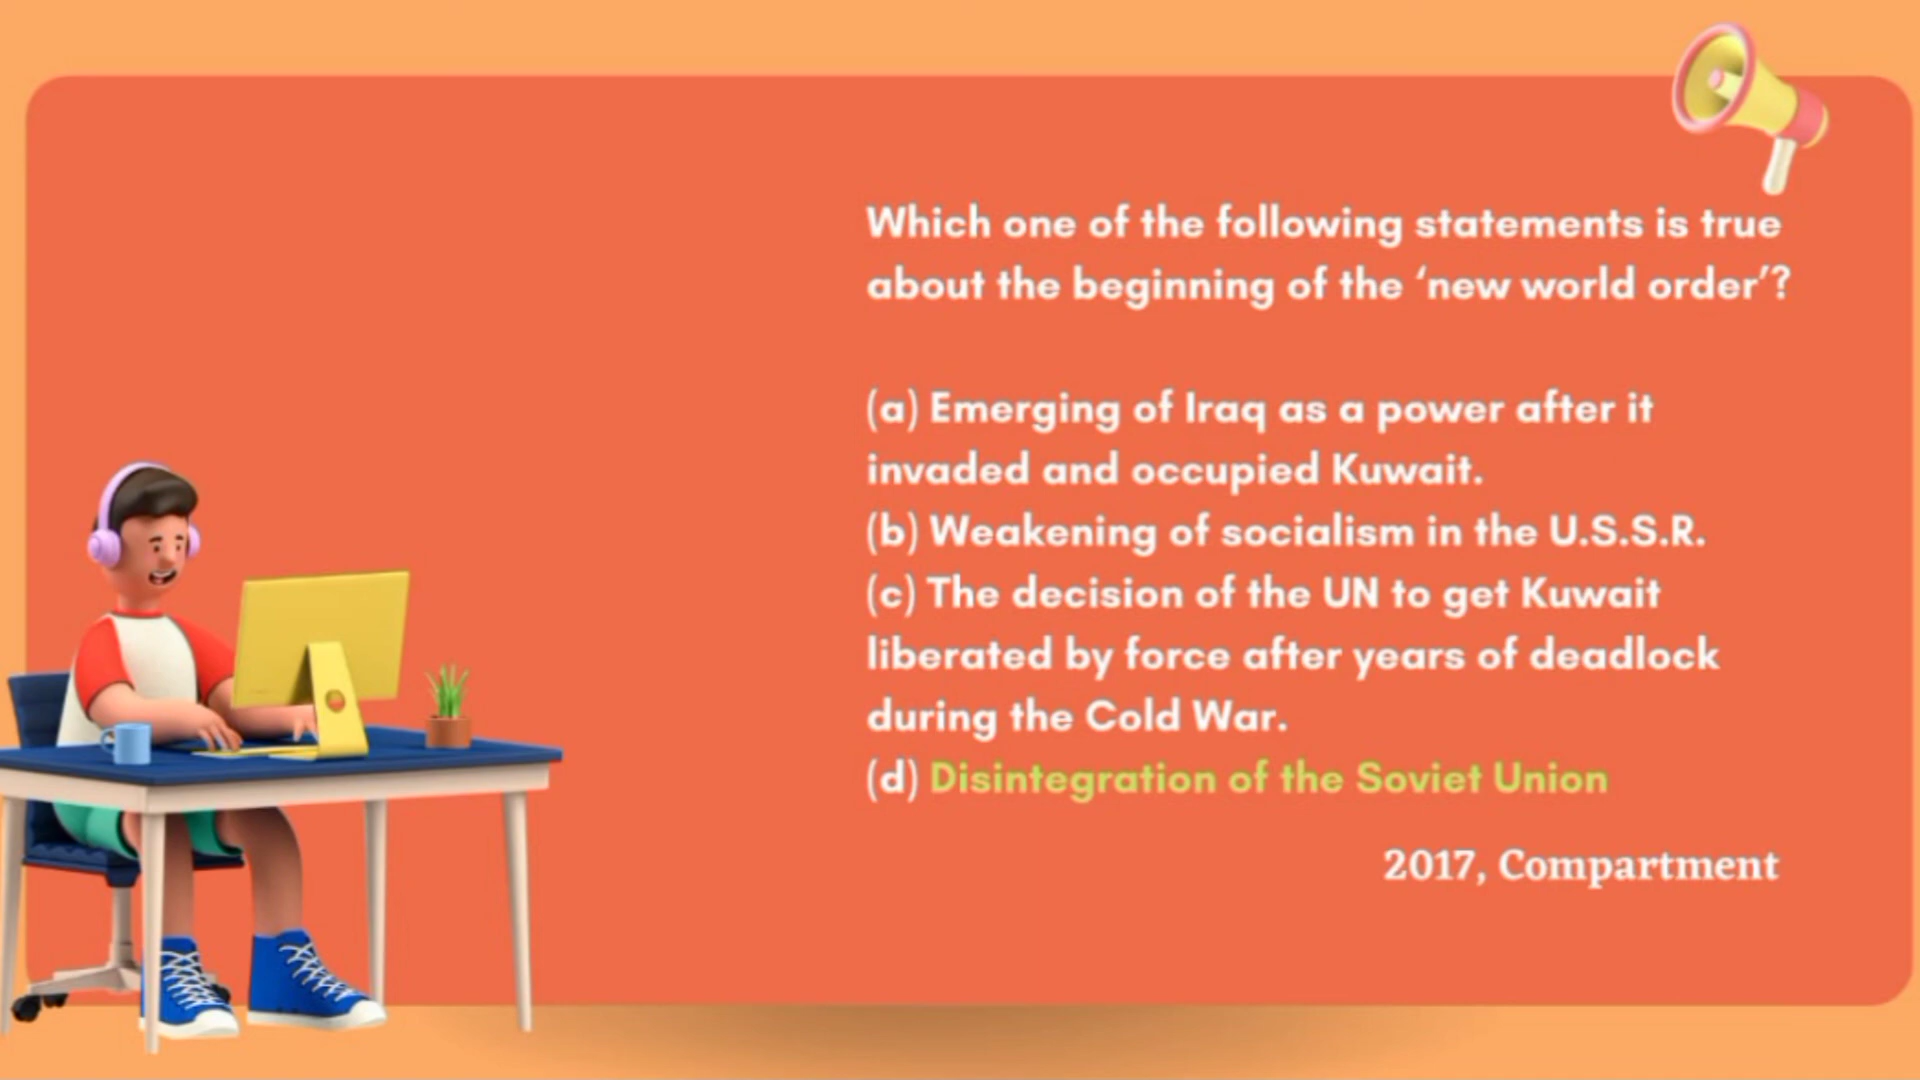 Which one of the following statements is true
about the beginning of the ‘new world order’?
(a) Emerging of Iraq as a power after it
invaded and occupied Kuwait.
(b) Weakening of socialism in the U.S.S.R.
(c) The decision of the UN to get Kuwait
liberated by force after years of deadlock
during the Cold War.
(d) Disintegration of the Soviet Union
2017, Compartment